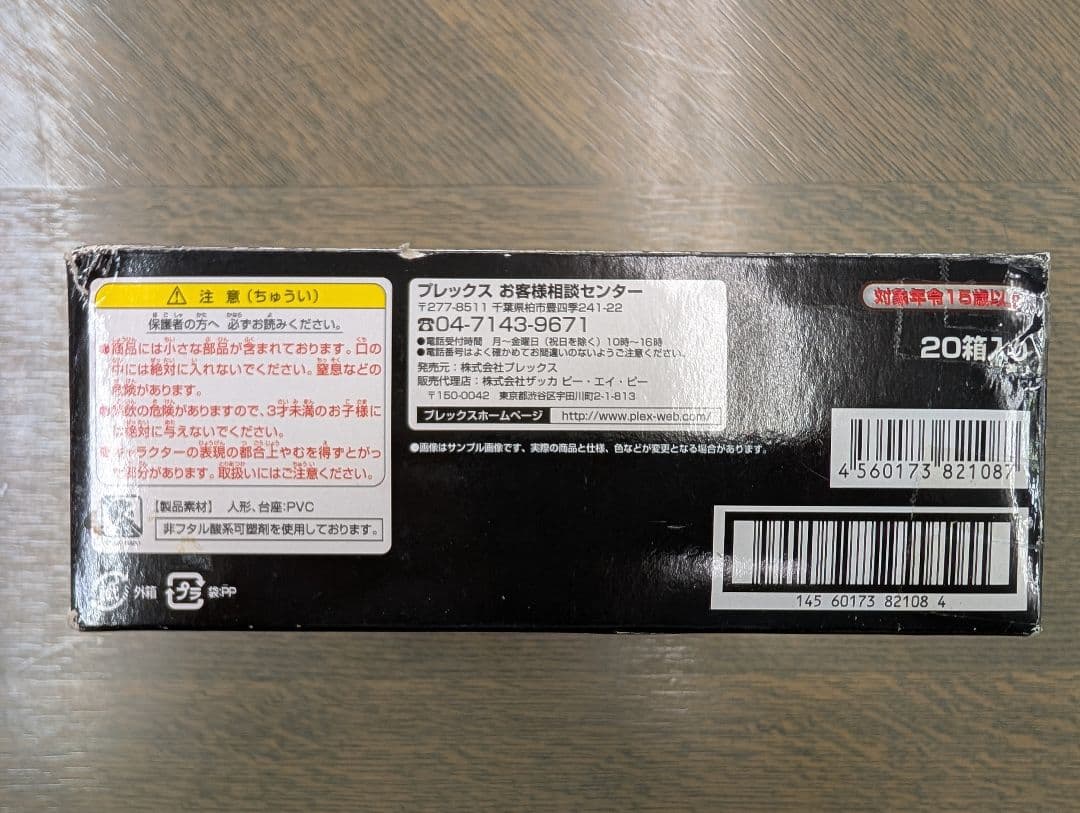 注意(ちゅうい)
保護者の方へ 必ずお読みください。
商品には小さな部品が含まれております。口の
中には絶対に入れないでください。窒息などの
危険があります。
誤飲の危険がありますので、3才未満のお子様に
は絶対に与えないでください。
キャラクターの表現の都合上やむを得ずとがっ
た部分があります。取扱いにはご注意ください。
【製品素材】 人形、台座:PVC
非フタル酸系可塑剤を使用しております。
外箱
プラ
袋:PP
プレックス お客様相談センター
〒277-8511 千葉県柏市豊四季241-22
☎04-7143-9671
●電話受付時間 月〜金曜日(祝日を除く)10時〜16時
●電話番号はよく確かめてお間違いのないようご注意ください。
発売元:株式会社プレックス
販売代理店:株式会社ザッカ ピー・エイ・ピー
〒150-0042 東京都渋谷区宇田川町2-1-813
プレックスホームページ http://www.plex-web.com/
●画像はサンプル画像です、実際の商品と仕様、色などが変更となる場合があります。
対象年令15歳以上
20箱入り
4 560173 821087
145 60173 82108 4